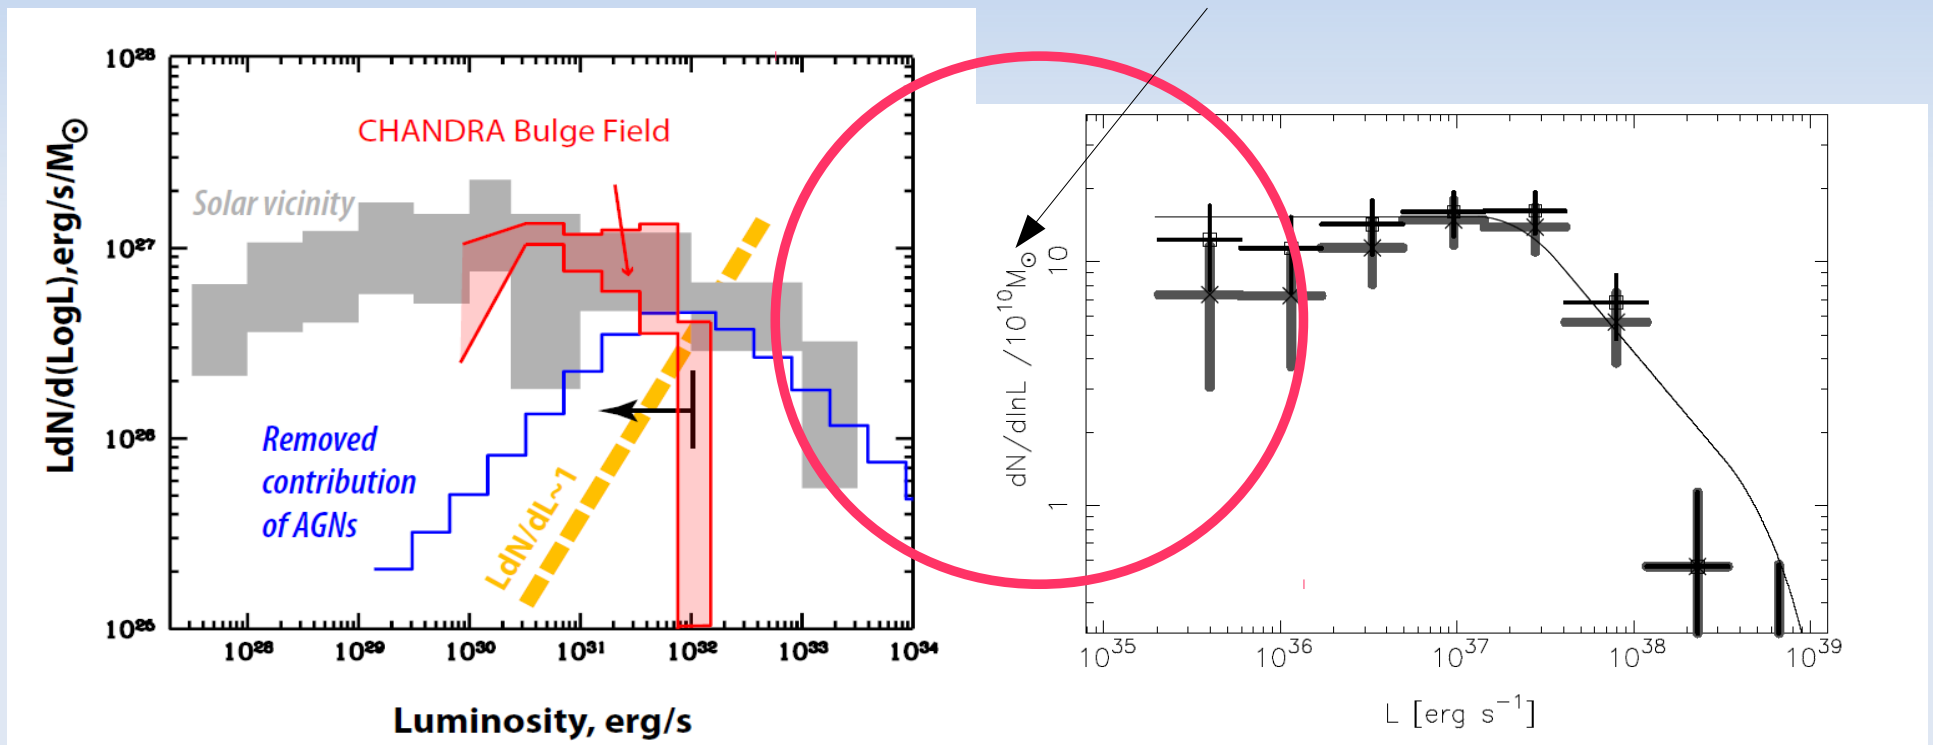 LdN/d(LogL),erg/s/M☉
10²⁸
10²⁷
10²⁶
10²⁵
CHANDRA Bulge Field
Solar vicinity
Removed
contribution
of AGNs
LdN/dL~1
10²⁸ 10²⁹ 10³⁰ 10³¹ 10³² 10³³ 10³⁴
Luminosity, erg/s
dN/dlnL /10¹⁰M☉
10
1
10³⁵ 10³⁶ 10³⁷ 10³⁸ 10³⁹
L [erg s⁻¹]